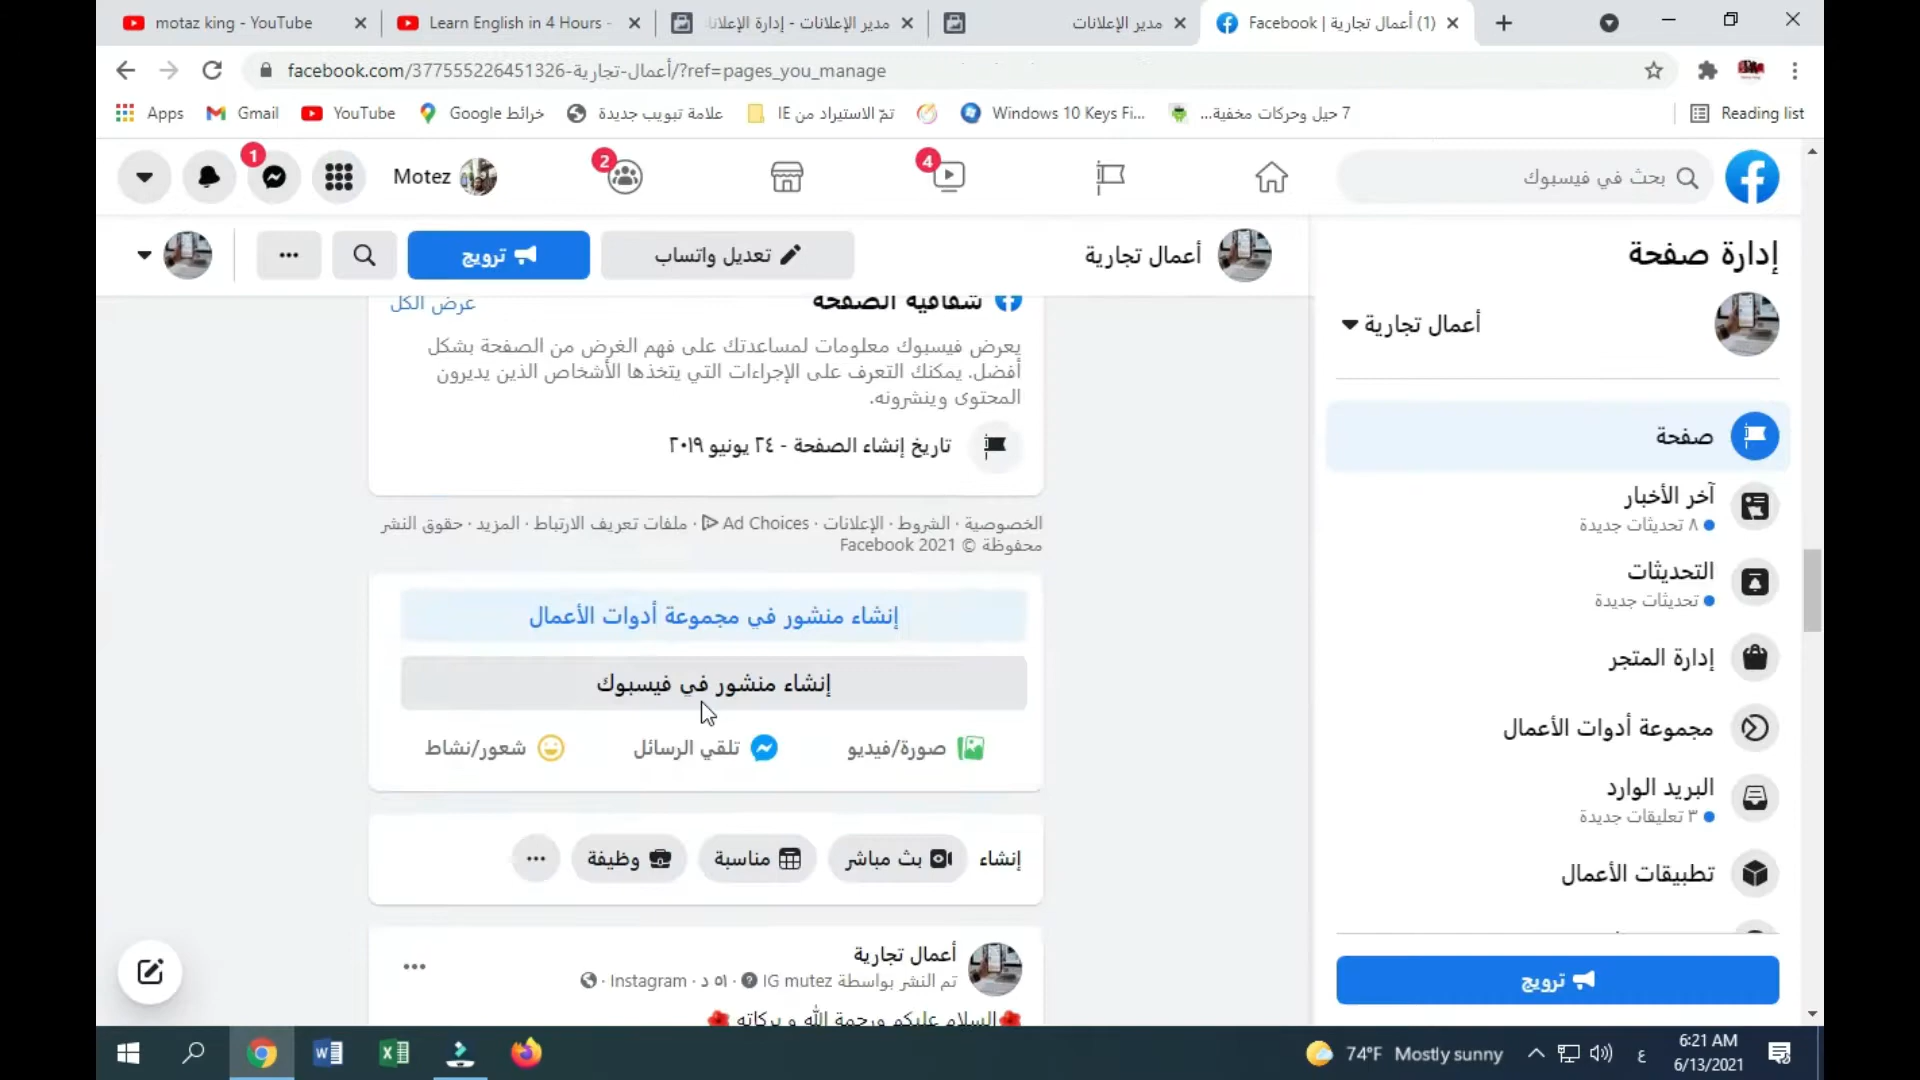 motaz king - YouTube
Learn English in 4 Hours -
مدير الإعلانات - إدارة الإعلانا
مدير الإعلانات
(1) أعمال تجارية | Facebook
facebook.com/377555226451326-أعمال-تجارية/?ref=pages_you_manage
Apps
Gmail
YouTube
خرائط Google
علامة تبويب جديدة
تمّ الاستيراد من IE
Windows 10 Keys Fi...
7 حيل وحركات مخفية...
Reading list
بحث في فيسبوك
4
2
Motez
1
إدارة صفحة
أعمال تجارية
صفحة
آخر الأخبار
٨ تحديثات جديدة
التحديثات
تحديثات جديدة
إدارة المتجر
مجموعة أدوات الأعمال
البريد الوارد
٣ تعليقات جديدة
تطبيقات الأعمال
ترويج
أعمال تجارية
تعديل واتساب
ترويج
شفافية الصفحة
عرض الكل
يعرض فيسبوك معلومات لمساعدتك على فهم الغرض من الصفحة بشكل
أفضل. يمكنك التعرف على الإجراءات التي يتخذها الأشخاص الذين يديرون
المحتوى وينشرونه.
تاريخ إنشاء الصفحة - ٢٤ يونيو ٢٠١٩
الخصوصية · الشروط · الإعلانات · Ad Choices · ملفات تعريف الارتباط · المزيد · حقوق النشر
محفوظة © Facebook 2021
إنشاء منشور في مجموعة أدوات الأعمال
إنشاء منشور في فيسبوك
صورة/فيديو
تلقي الرسائل
شعور/نشاط
إنشاء
بث مباشر
مناسبة
وظيفة
أعمال تجارية
تم النشر بواسطة IG mutez · ٥١ د · Instagram ·
السلام عليكم ورحمة الله و بركاته
74°F Mostly sunny
ع
6:21 AM
6/13/2021